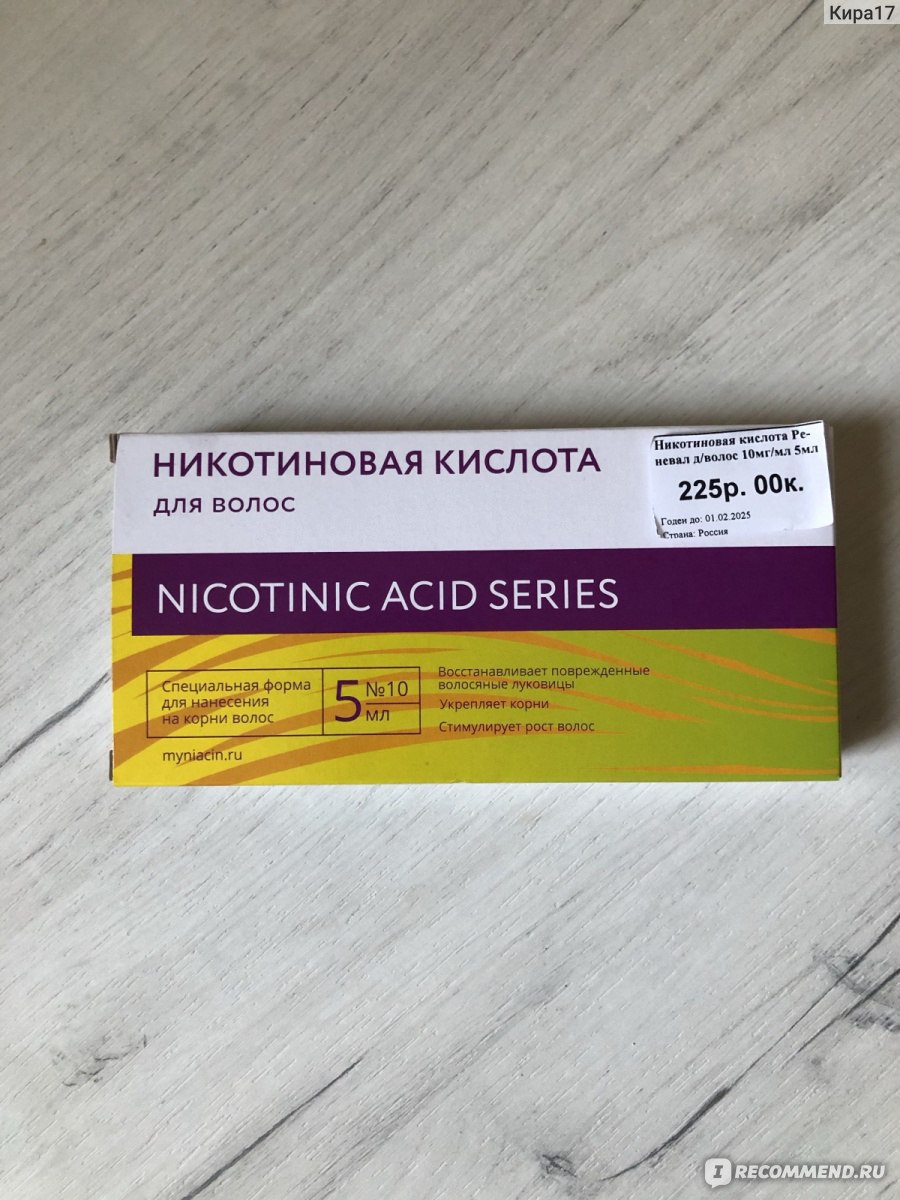 Кира17
НИКОТИНОВАЯ КИСЛОТА
для волос
Никотиновая кислота Ре-
невал д/волос 10мг/мл 5мл
225р. 00к.
Годен до: 01.02.2025
Страна: Россия
NICOTINIC ACID SERIES
Специальная форма
для нанесения
на корни волос
5 №10
мл
Восстанавливает поврежденные
волосяные луковицы
Укрепляет корни
Стимулирует рост волос
myniacin.ru
I RECOMMEND.RU